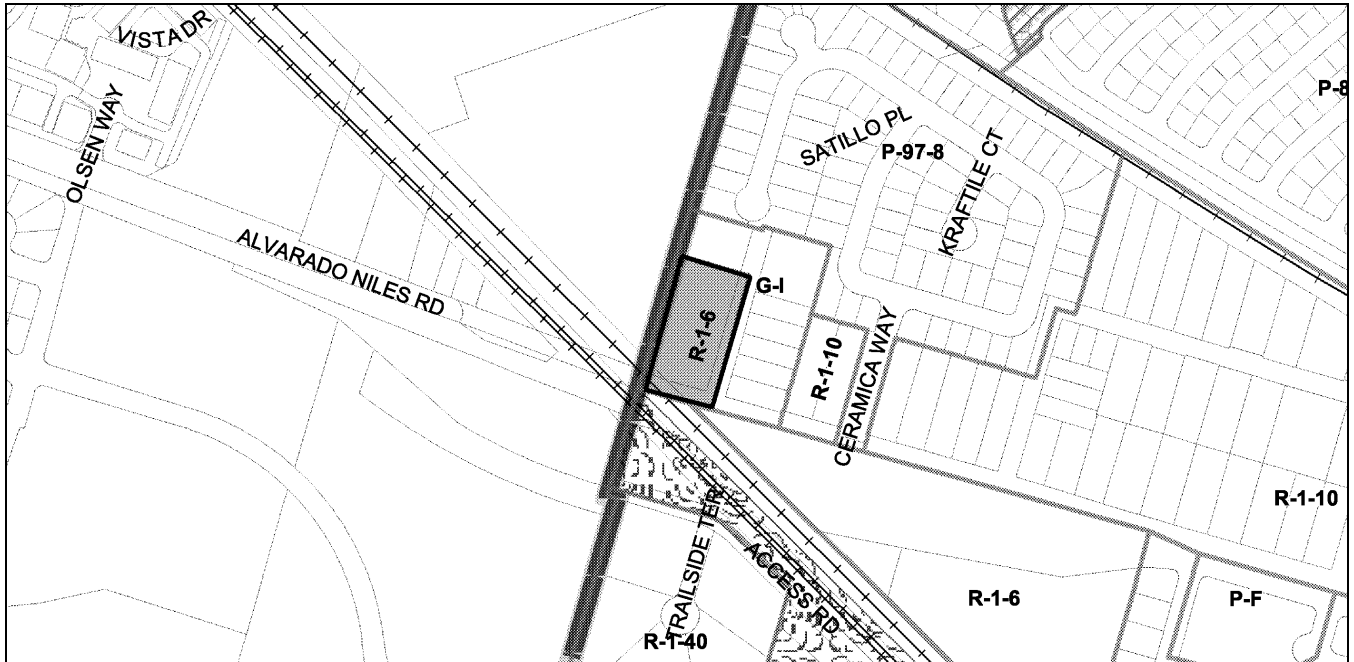 VISTA DR
OLSEN WAY
ALVARADO NILES RD
SATILLO PL
P-97-8
KRAFTILE CT
P-8
G-I
R-1-6
R-1-10
CERAMICA WAY
R-1-10
TRAILSIDE TER
ACCESS RD
R-1-6
P-F
R-1-40